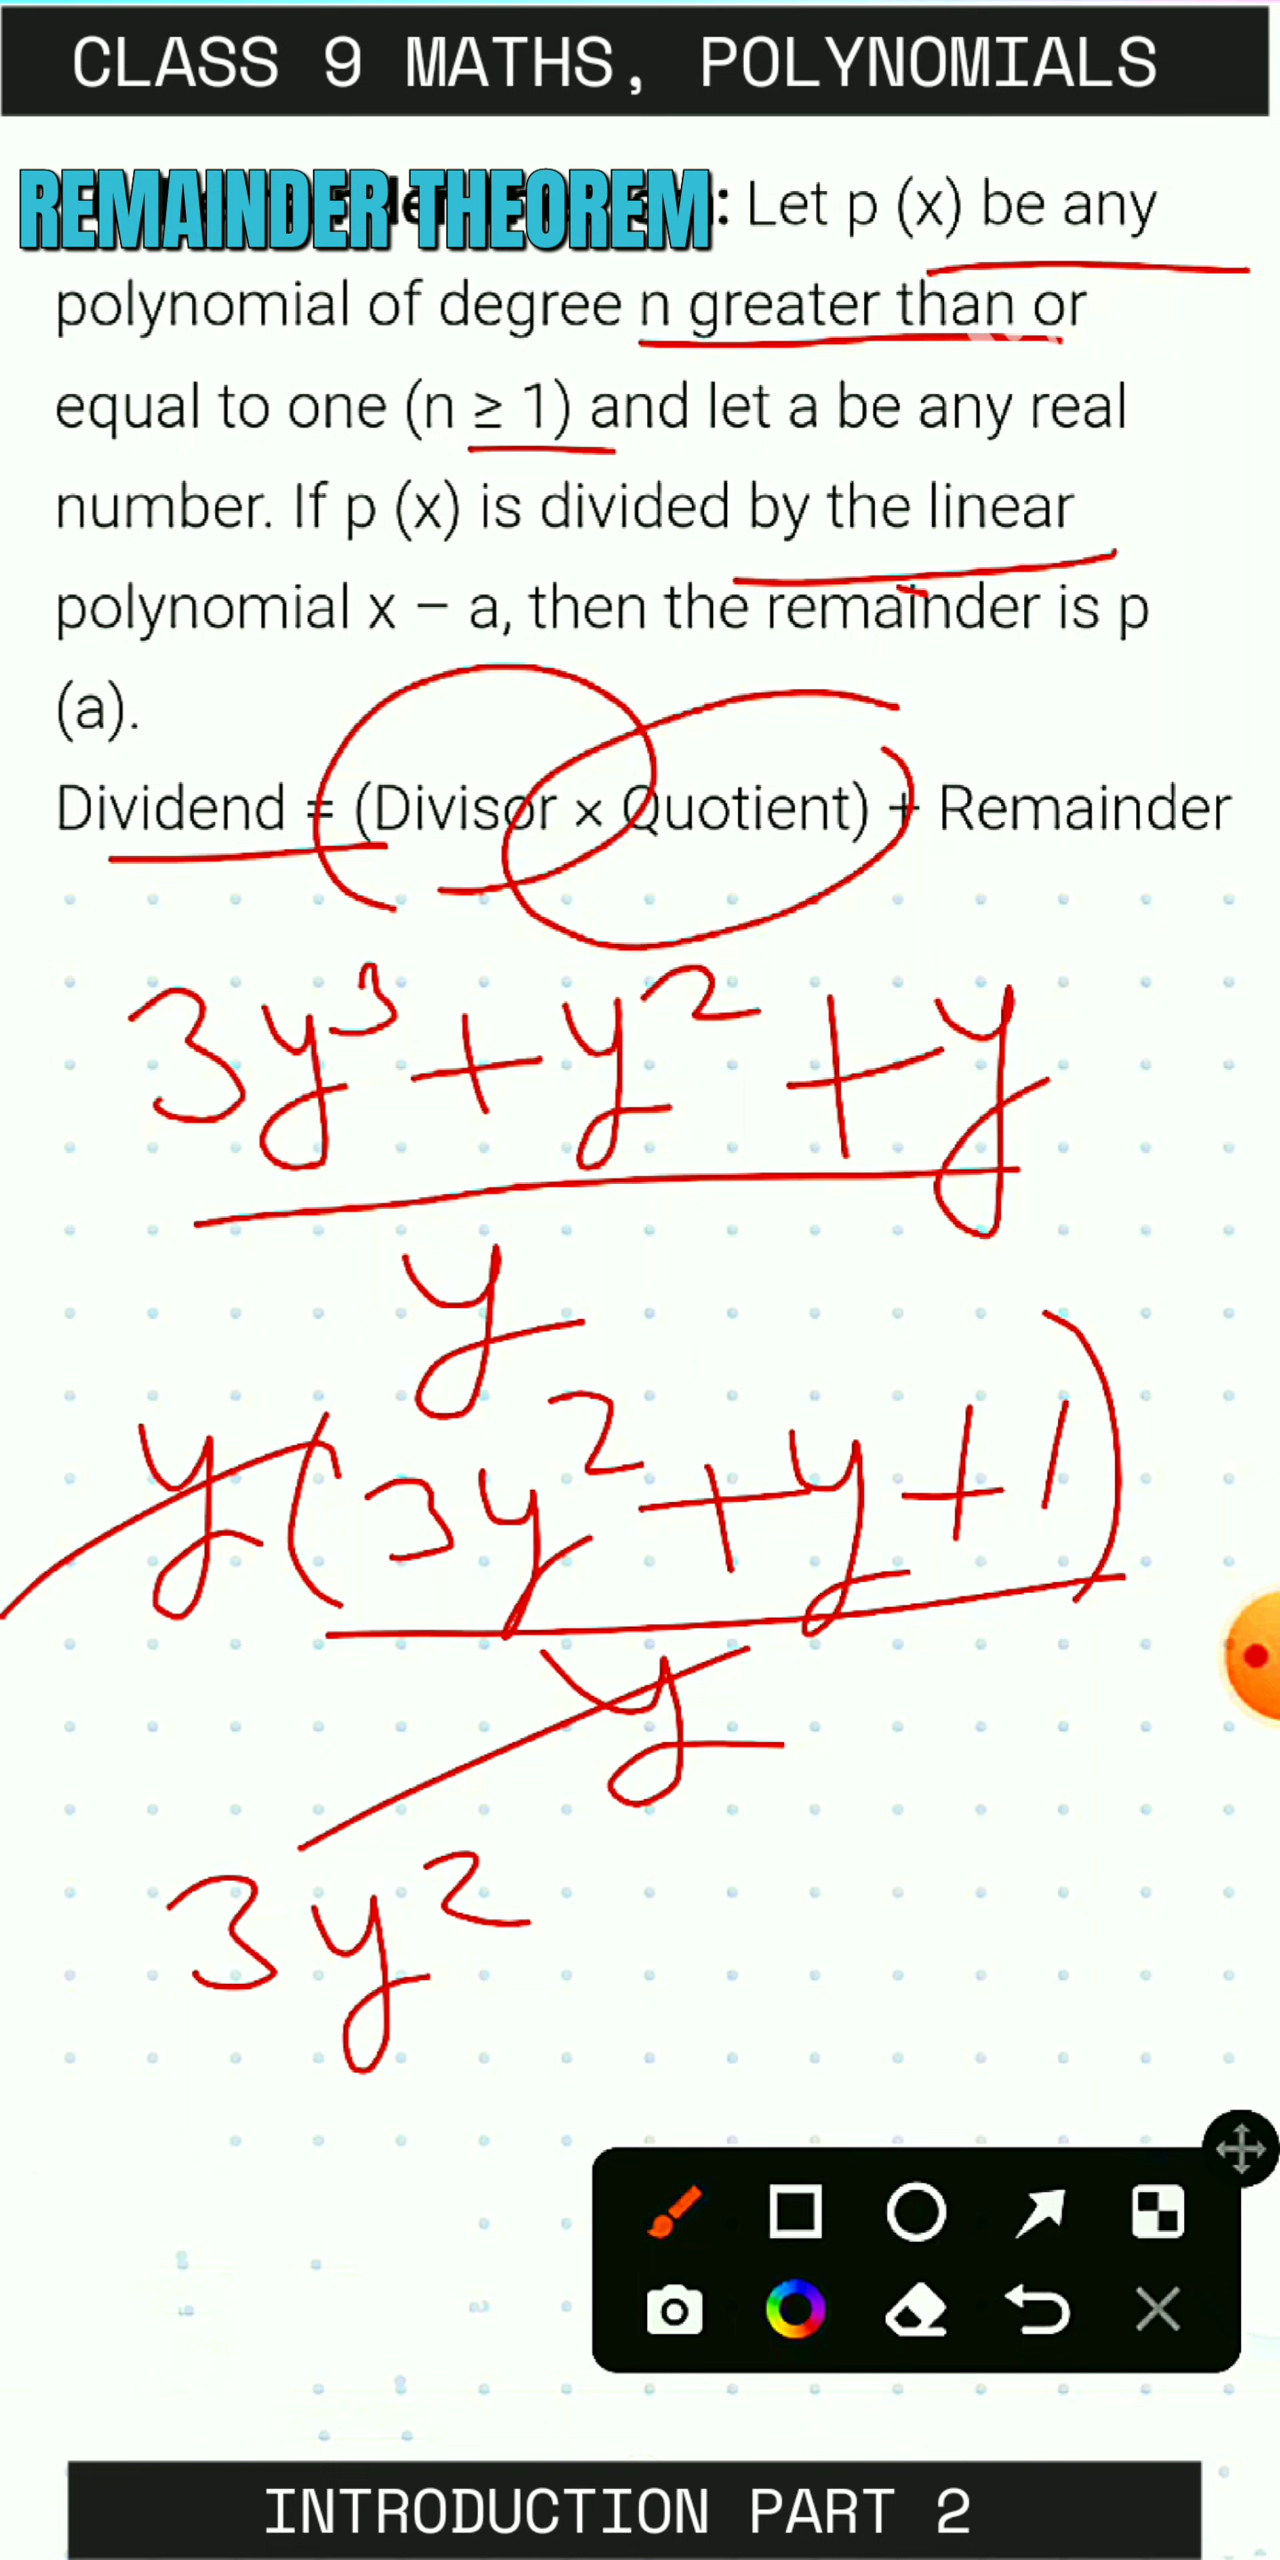 CLASS 9 MATHS, POLYNOMIALS
REMAINDER THEOREM : Let p (x) be any
polynomial of degree n greater than or
equal to one (n ≥ 1) and let a be any real
number. If p (x) is divided by the linear
polynomial x – a, then the remainder is p
(a).
Dividend = (Divisor × Quotient) + Remainder
3y³ + y² + y
y
y(3y² + y + 1)
y
3y²
INTRODUCTION PART 2